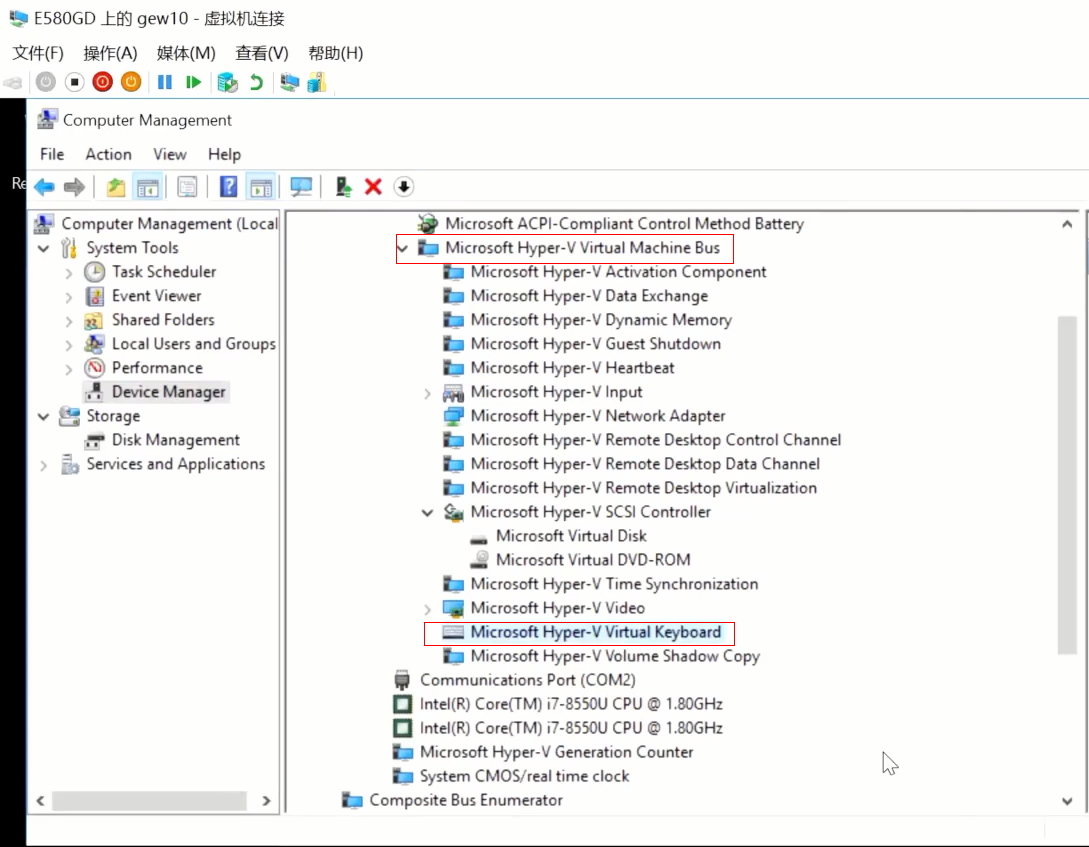 E580GD 上的 gew10 - 虚拟机连接
文件(F) 操作(A) 媒体(M) 查看(V) 帮助(H)
Computer Management
File Action View Help
Re
Computer Management (Local
System Tools
Task Scheduler
Event Viewer
Shared Folders
Local Users and Groups
Performance
Device Manager
Storage
Disk Management
Services and Applications
Microsoft ACPI-Compliant Control Method Battery
Microsoft Hyper-V Virtual Machine Bus
Microsoft Hyper-V Activation Component
Microsoft Hyper-V Data Exchange
Microsoft Hyper-V Dynamic Memory
Microsoft Hyper-V Guest Shutdown
Microsoft Hyper-V Heartbeat
Microsoft Hyper-V Input
Microsoft Hyper-V Network Adapter
Microsoft Hyper-V Remote Desktop Control Channel
Microsoft Hyper-V Remote Desktop Data Channel
Microsoft Hyper-V Remote Desktop Virtualization
Microsoft Hyper-V SCSI Controller
Microsoft Virtual Disk
Microsoft Virtual DVD-ROM
Microsoft Hyper-V Time Synchronization
Microsoft Hyper-V Video
Microsoft Hyper-V Virtual Keyboard
Microsoft Hyper-V Volume Shadow Copy
Communications Port (COM2)
Intel(R) Core(TM) i7-8550U CPU @ 1.80GHz
Intel(R) Core(TM) i7-8550U CPU @ 1.80GHz
Microsoft Hyper-V Generation Counter
System CMOS/real time clock
Composite Bus Enumerator